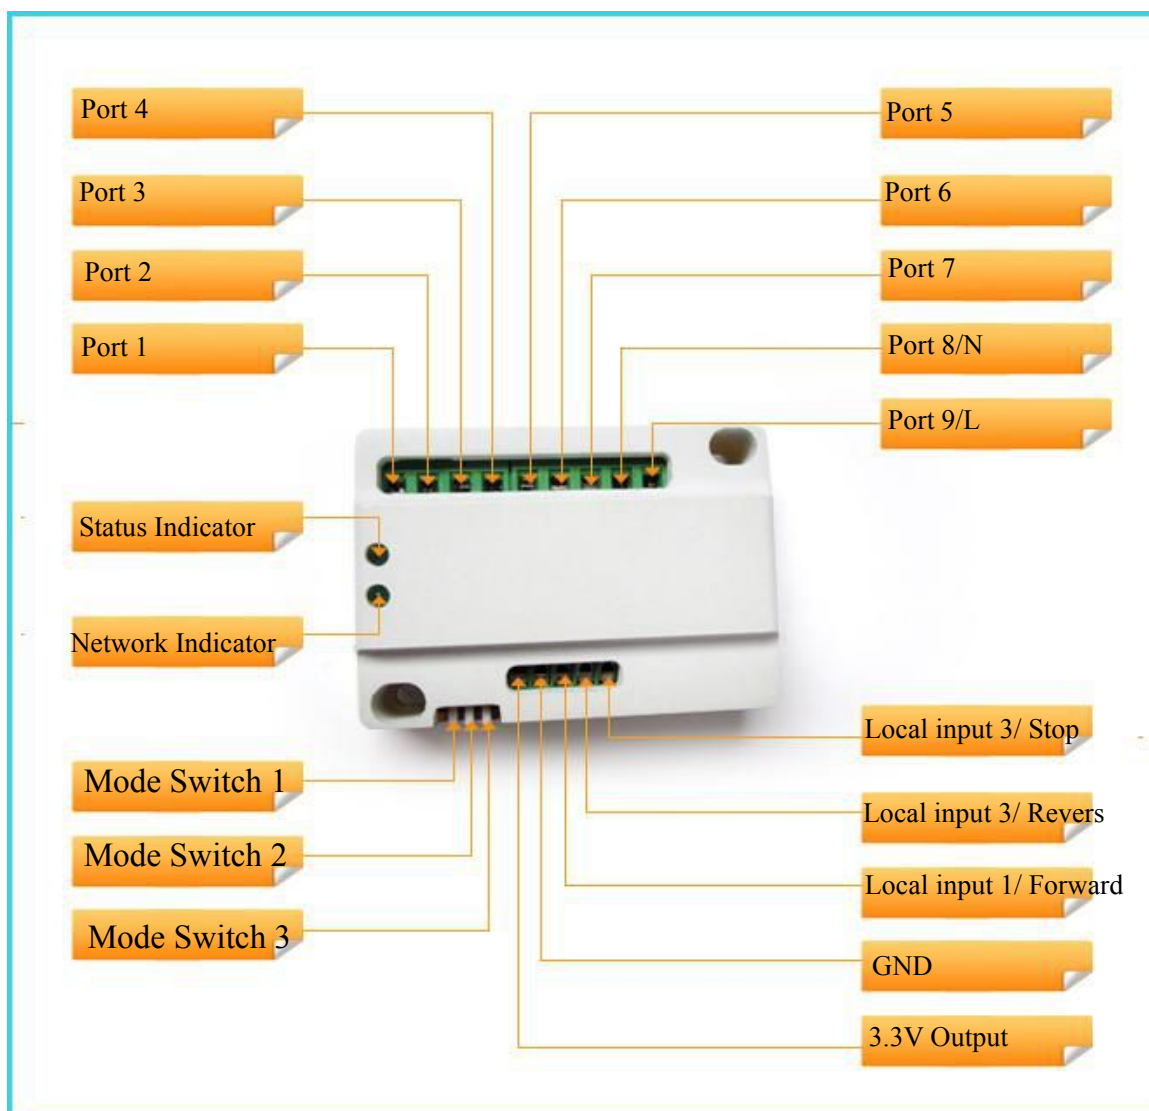 Port 4
Port 3
Port 2
Port 1
Status Indicator
Network Indicator
Mode Switch 1
Mode Switch 2
Mode Switch 3
Port 5
Port 6
Port 7
Port 8/N
Port 9/L
Local input 3/ Stop
Local input 3/ Revers
Local input 1/ Forward
GND
3.3V Output